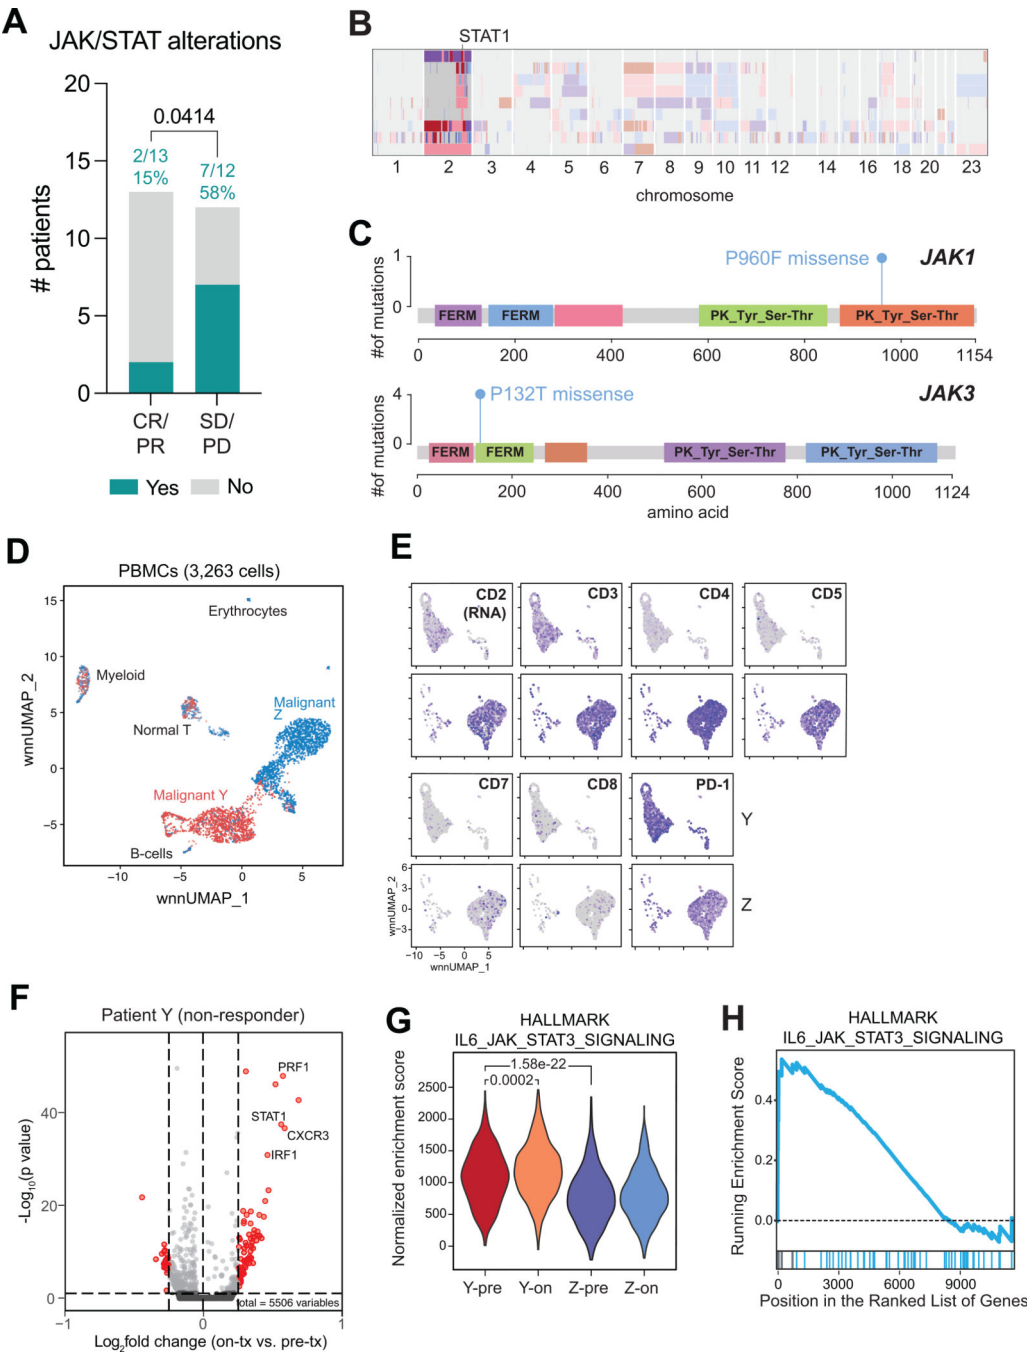 A
JAK/STAT alterations
20
15
10
5
0
# patients
0.0414
2/13
15%
7/12
58%
CR/
PR
SD/
PD
Yes
No
B
STAT1
1 2 3 4 5 6 7 8 9 10 11 12 14 16 18 20 23
chromosome
C
#of mutations
1
0
P960F missense
JAK1
FERM
FERM
PK_Tyr_Ser-Thr
PK_Tyr_Ser-Thr
0 200 400 600 800 1000 1154
#of mutations
4
0
P132T missense
JAK3
FERM
FERM
PK_Tyr_Ser-Thr
PK_Tyr_Ser-Thr
0 200 400 600 800 1000 1124
amino acid
D
PBMCs (3,263 cells)
15
10
5
0
−5
wnnUMAP_2
Erythrocytes
Myeloid
Normal T
Malignant
Z
Malignant Y
B-cells
−10 −5 0 5
wnnUMAP_1
E
CD2
(RNA)
CD3
CD4
CD5
CD7
CD8
PD-1
Y
Z
6
3
0
−3
wnnUMAP_2
−10 −5 0 5
wnnUMAP_1
F
Patient Y (non-responder)
40
20
0
-Log10(p value)
PRF1
STAT1
CXCR3
IRF1
total = 5506 variables
−1 0 1
Log2fold change (on-tx vs. pre-tx)
G
HALLMARK
IL6_JAK_STAT3_SIGNALING
1.58e-22
0.0002
2500
2000
1500
1000
500
0
Normalized enrichment score
Y-pre
Y-on
Z-pre
Z-on
H
HALLMARK
IL6_JAK_STAT3_SIGNALING
0.4
0.2
0.0
Running Enrichment Score
0 3000 6000 9000
Position in the Ranked List of Genes